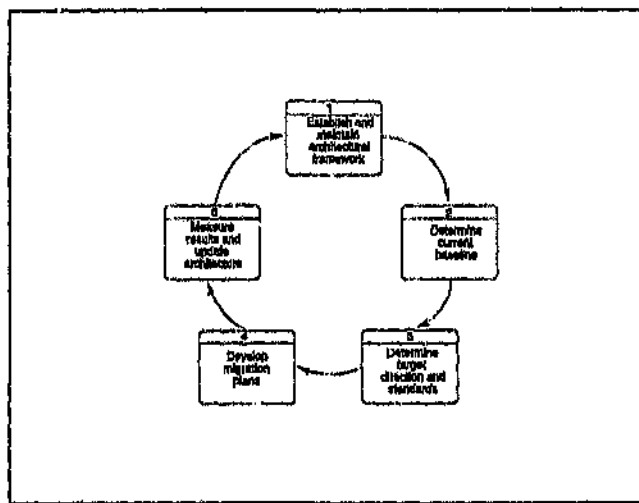 1
Establish and
maintain
architectural
framework
2
Determine
current
baseline
3
Determine
target
direction and
standards
4
Develop
migration
plans
Measure
results and
update
architecture